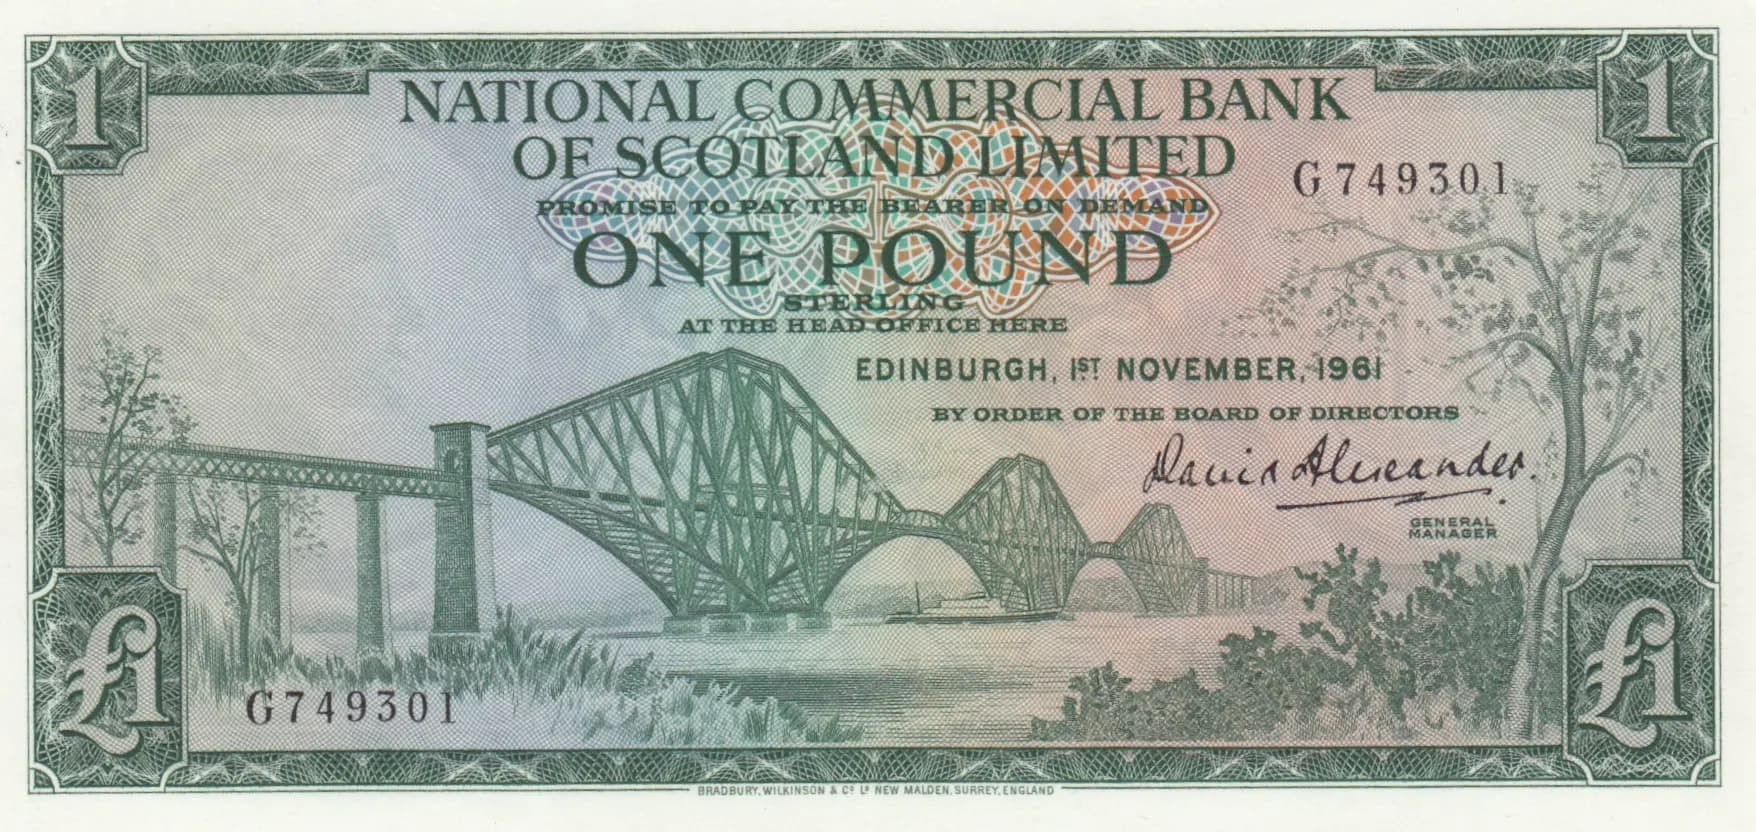 1
1
NATIONAL COMMERCIAL BANK
OF SCOTLAND LIMITED
G 749301
PROMISE TO PAY THE BEARER ON DEMAND
ONE POUND
STERLING
AT THE HEAD OFFICE HERE
EDINBURGH, 1ST NOVEMBER, 1961
BY ORDER OF THE BOARD OF DIRECTORS
David Alexander
GENERAL
MANAGER
£1
£1
G 749301
BRADBURY, WILKINSON & Co Ld NEW MALDEN, SURREY, ENGLAND